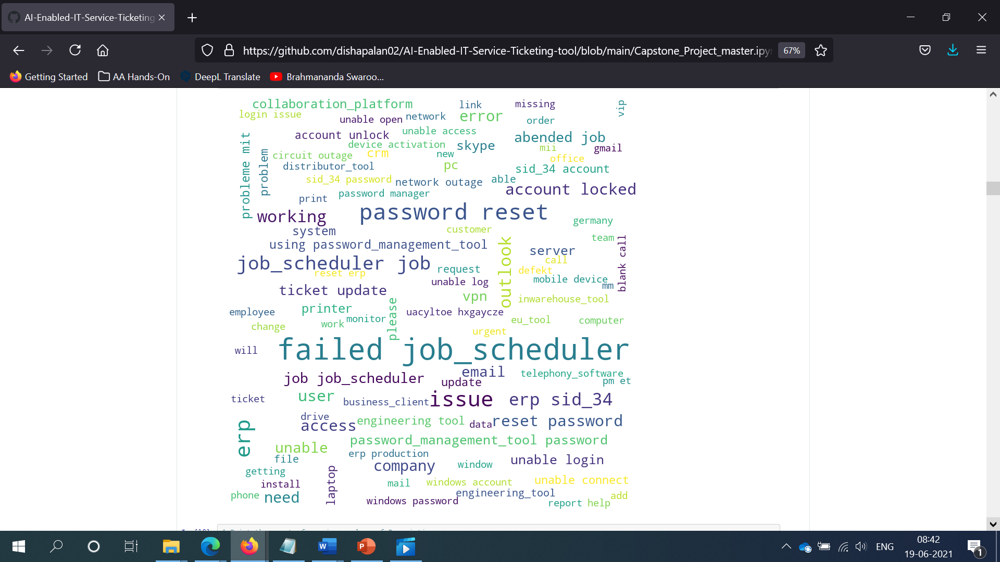 AI-Enabled-IT-Service-Ticketing
https://github.com/dishapalan02/AI-Enabled-IT-Service-Ticketing-tool/blob/main/Capstone_Project_master.ipy
67%
Getting Started
AA Hands-On
DeepL Translate
Brahmananda Swaroo...
collaboration_platform
link
missing
vip
login issue
unable open
network
error
order
account unlock
unable access
abended job
probleme mit
problem
device activation
skype
mii
gmail
circuit outage
crm
new
office
distributor_tool
pc
sid_34 account
sid_34 password
network outage
able
account locked
print
password manager
working
password reset
germany
system
customer
team
using password_management_tool
outlook
server
blank call
job_scheduler job
call
reset erp
request
defekt
unable log
mobile device
mm
ticket update
vpn
inwarehouse_tool
employee
printer
monitor
please
uacyltoe hxgaycze
eu_tool
computer
change
work
urgent
will
failed job_scheduler
job job_scheduler
email
telephony_software
update
pm et
ticket
user
business_client
issue
erp sid_34
drive
engineering tool
data
reset password
erp
access
unable
password_management_tool password
file
erp production
company
window
unable login
getting
laptop
install
mail
windows account
unable connect
phone
need
windows password
engineering_tool
add
report
help
ENG
08:42
19-06-2021
1